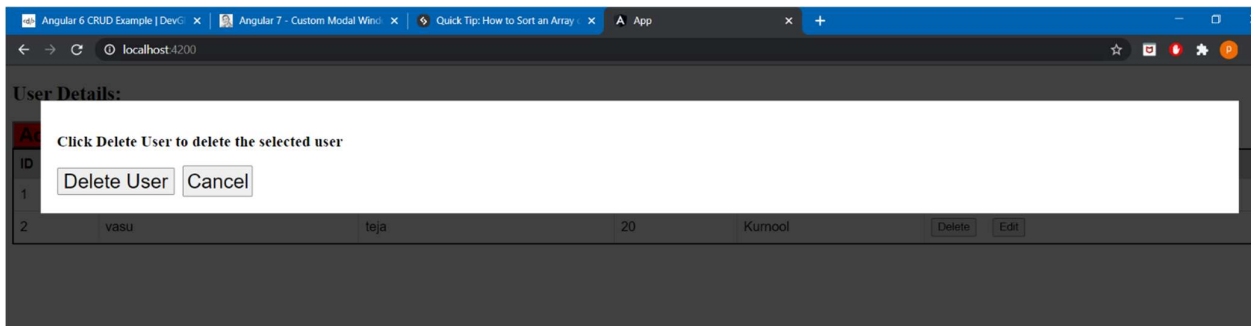 Angular 6 CRUD Example | DevG
Angular 7 - Custom Modal Wind
Quick Tip: How to Sort an Array
App
localhost:4200
User Details:
Click Delete User to delete the selected user
ID
Delete User Cancel
1
2 vasu teja 20 Kurnool Delete Edit